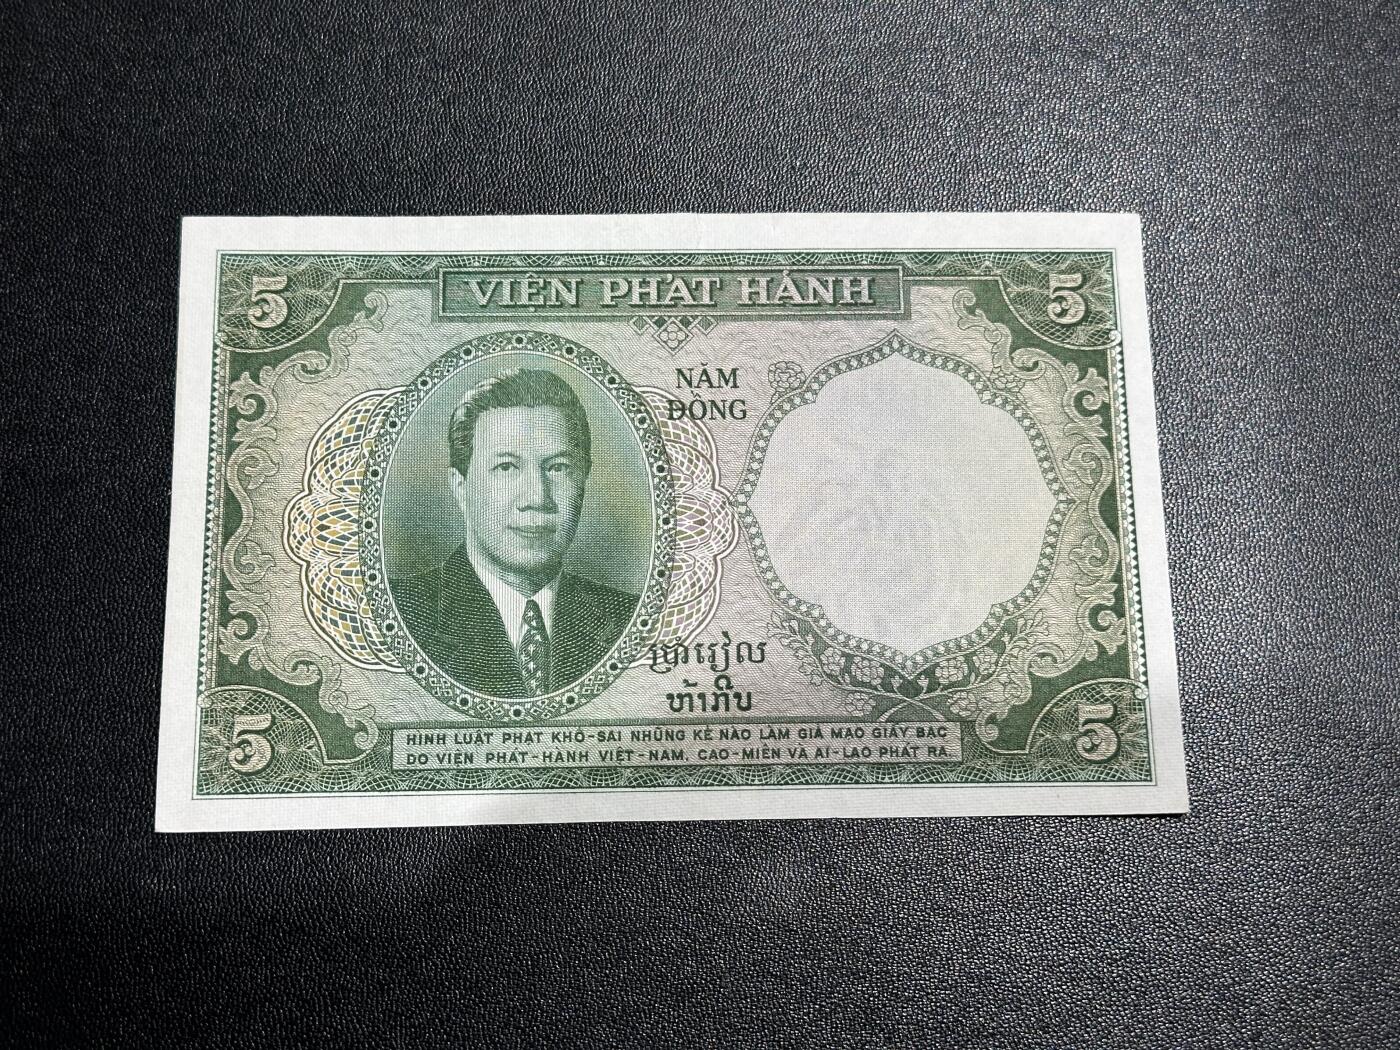 5
VIỆN PHÁT HÀNH
5
NĂM
ĐỒNG
ប្រាំរៀល
ຫ້າກີບ
5
HÌNH LUẬT PHẠT KHỔ-SAI NHỮNG KẺ NÀO LÀM GIẢ MẠO GIẤY BẠC
DO VIỆN PHÁT-HÀNH VIỆT-NAM, CAO-MIÊN VÀ AI-LAO PHÁT RA
5